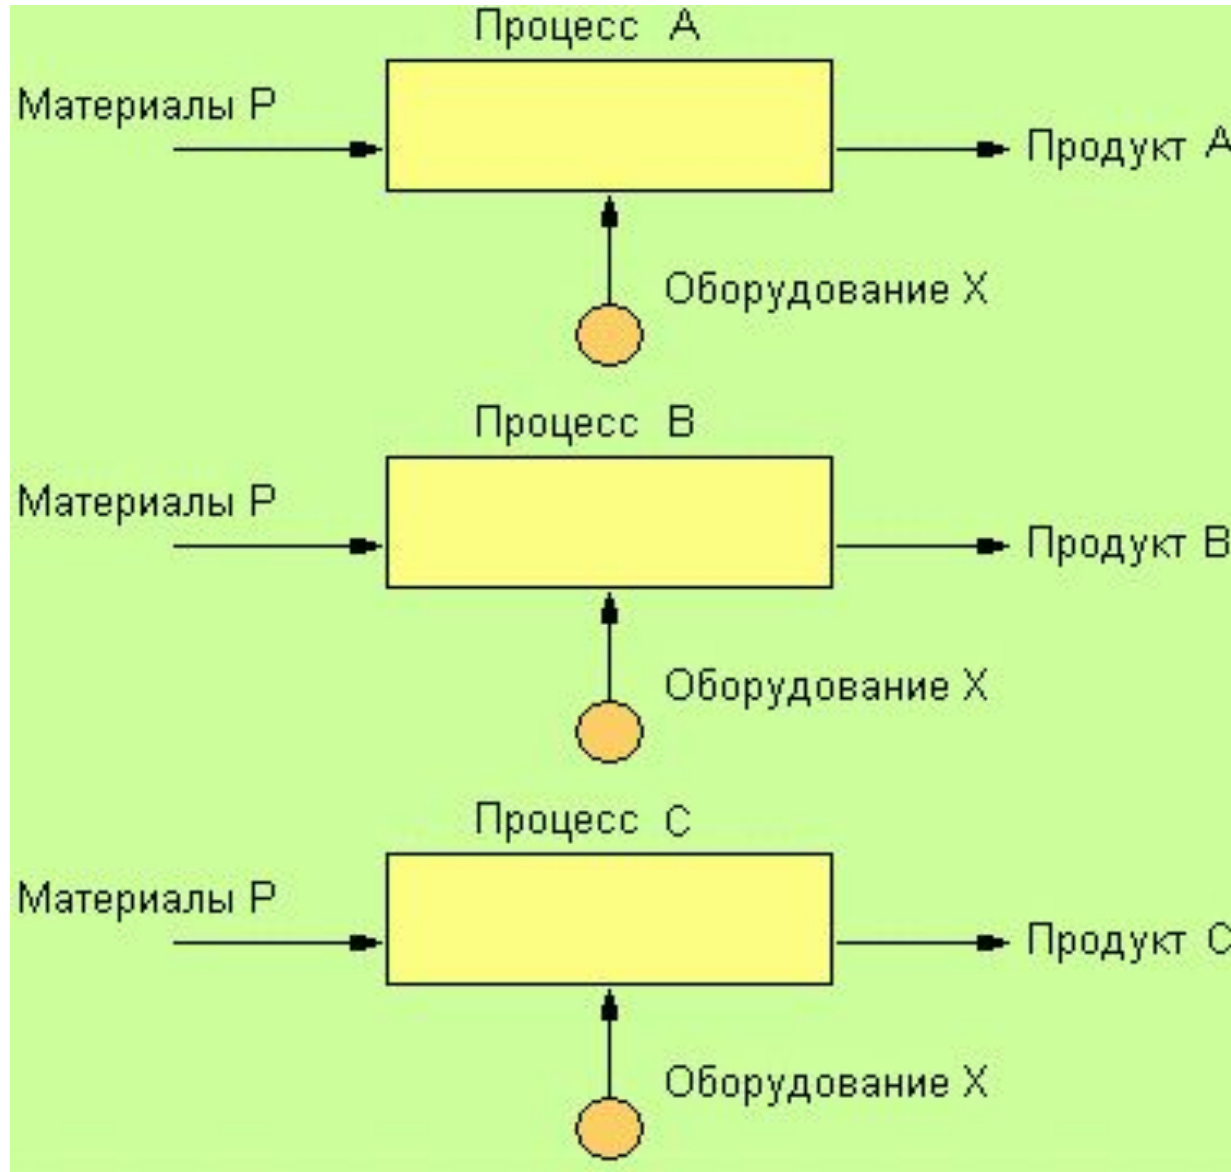 Процесс А
Материалы Р
Продукт А
Оборудование Х
Процесс В
Материалы Р
Продукт В
Оборудование Х
Процесс С
Материалы Р
Продукт С
Оборудование Х